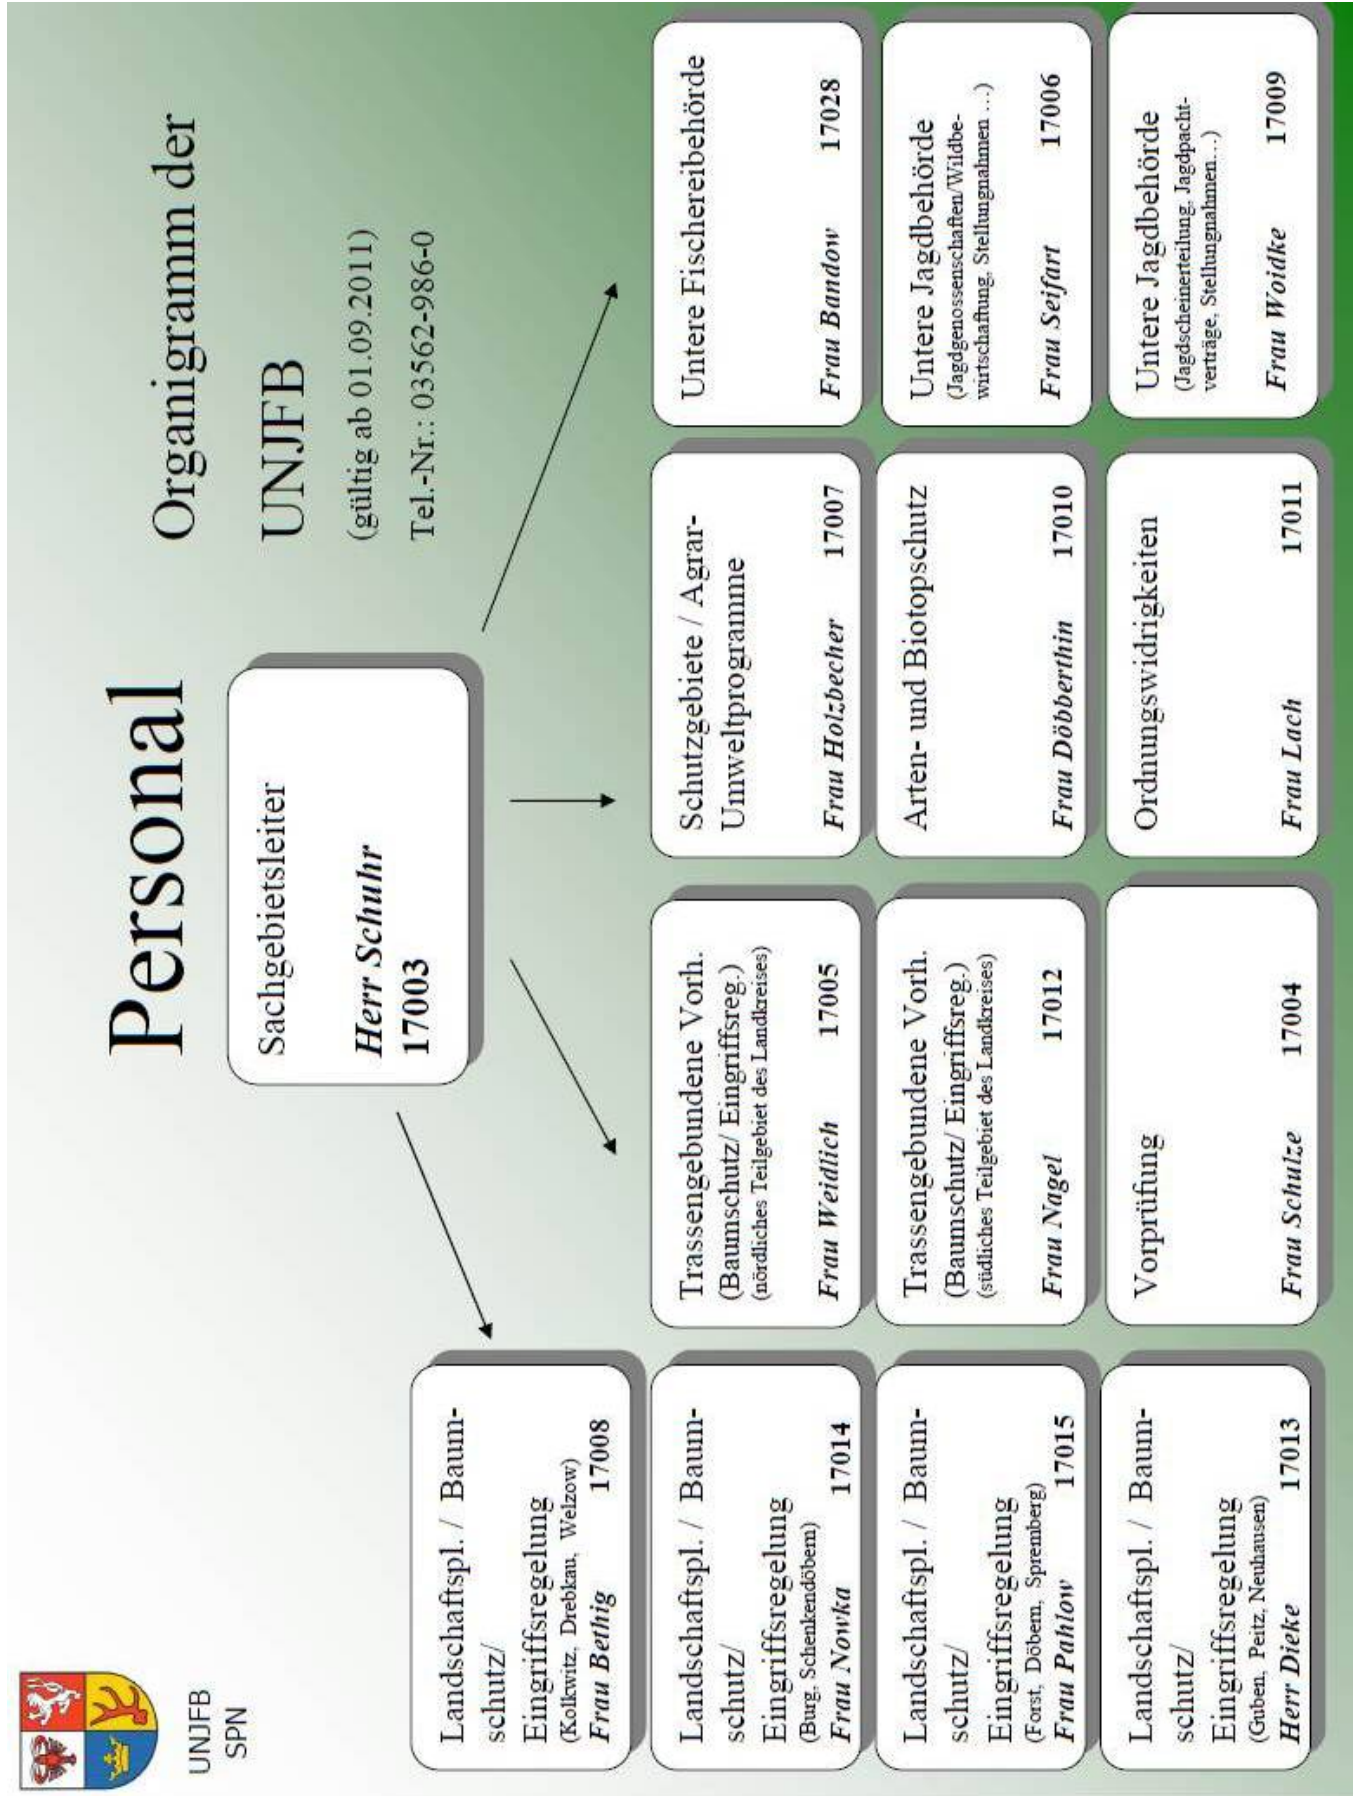 UNJFB
SPN
Personal
Organigramm der
UNJFB
(gültig ab 01.09.2011)
Tel.-Nr.: 03562-986-0
Sachgebietsleiter
Herr Schuhr
17003
Landschaftspl. / Baum-
schutz/
Eingriffsregelung
(Kolkwitz, Drebkau, Welzow)
Frau Bethig 17008
Landschaftspl. / Baum-
schutz/
Eingriffsregelung
(Burg, Schenkendöbern)
Frau Nowka 17014
Landschaftspl. / Baum-
schutz/
Eingriffsregelung
(Forst, Döbern, Spremberg)
Frau Pahlow 17015
Landschaftspl. / Baum-
schutz/
Eingriffsregelung
(Guben, Peitz, Neuhausen)
Herr Dieke 17013
Trassengebundene Vorh.
(Baumschutz/ Eingriffsreg.)
(nördliches Teilgebiet des Landkreises)
Frau Weidlich 17005
Trassengebundene Vorh.
(Baumschutz/ Eingriffsreg.)
(südliches Teilgebiet des Landkreises)
Frau Nagel 17012
Vorprüfung
Frau Schulze 17004
Schutzgebiete / Agrar-
Umweltprogramme
Frau Holzbecher 17007
Arten- und Biotopschutz
Frau Döbberthin 17010
Ordnungswidrigkeiten
Frau Lach 17011
Untere Fischereibehörde
Frau Bandow 17028
Untere Jagdbehörde
(Jagdgenossenschaften/Wildbe-
wirtschaftung, Stellungnahmen ...)
Frau Seifart 17006
Untere Jagdbehörde
(Jagdscheinerteilung, Jagdpacht-
verträge, Stellungnahmen...)
Frau Woidke 17009